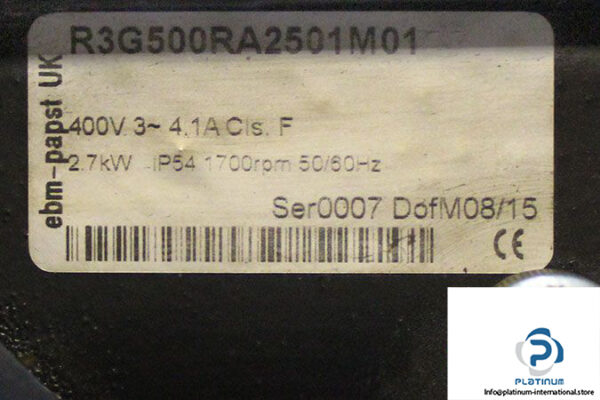 R3G500RA2501M01
ebm-papst UK
400V 3~ 4.1A Cls. F
2.7kW IP54 1700rpm 50/60Hz
Ser0007 DofM08/15
CE
P
PLATINUM
Info@platinum-international.store